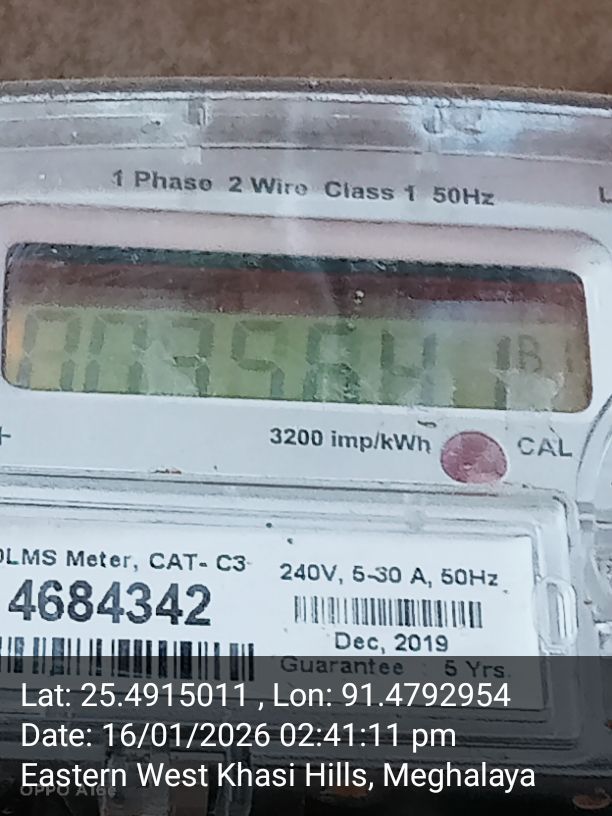 1 Phase 2 Wire Class 1 50Hz
3200 imp/kWh CAL
DLMS Meter, CAT- C3
4684342
240V, 5-30 A, 50Hz
Dec, 2019
Guarantee : 5 Yrs.
Lat: 25.4915011 , Lon: 91.4792954
Date: 16/01/2026 02:41:11 pm
Eastern West Khasi Hills, Meghalaya